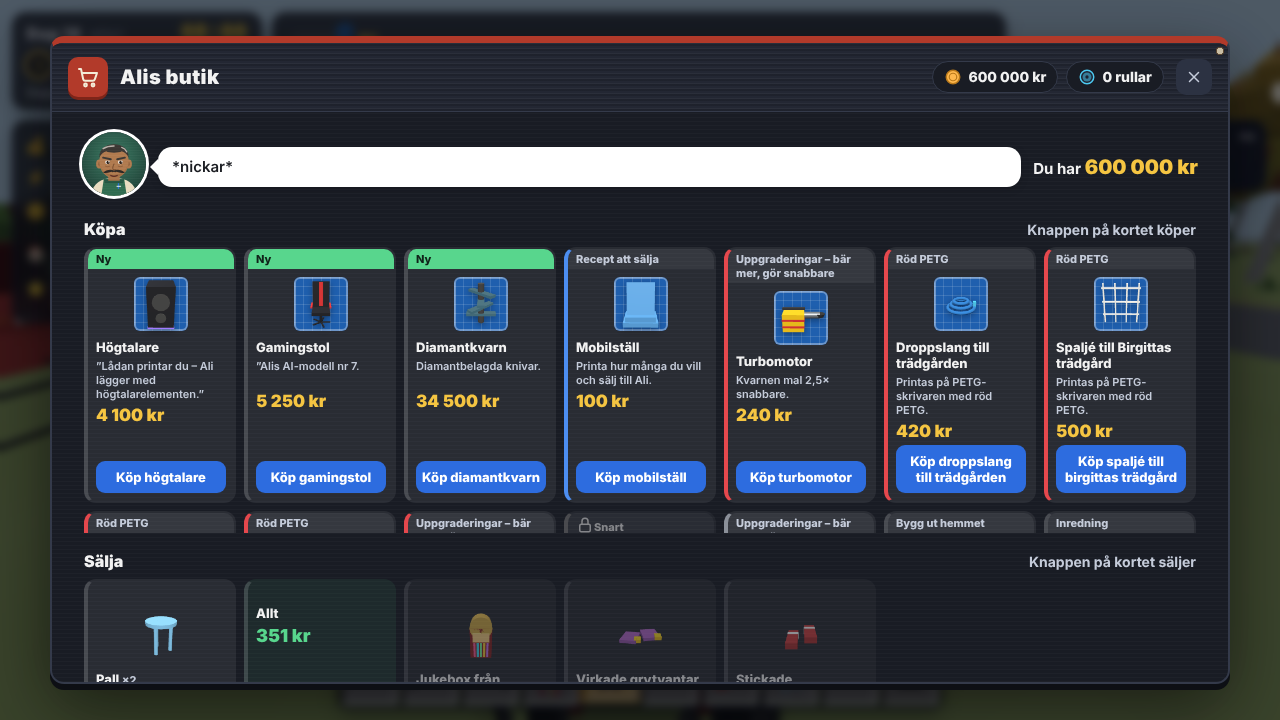 Alis butik
600 000 kr
0 rullar
*nickar*
Du har 600 000 kr
Köpa
Knappen på kortet köper
Ny
Högtalare
”Lådan printar du – Ali
lägger med
högtalarelementen.”
4 100 kr
Köp högtalare
Ny
Gamingstol
”Alis AI-modell nr 7.
5 250 kr
Köp gamingstol
Ny
Diamantkvarn
Diamantbelagda knivar.
34 500 kr
Köp diamantkvarn
Recept att sälja
Mobilställ
Printa hur många du vill
och sälj till Ali.
100 kr
Köp mobilställ
Uppgraderingar – bär
mer, gör snabbare
Turbomotor
Kvarnen mal 2,5×
snabbare.
240 kr
Köp turbomotor
Röd PETG
Droppslang till
trädgården
Printas på PETG-
skrivaren med röd
PETG.
420 kr
Köp droppslang
till trädgården
Röd PETG
Spaljé till Birgittas
trädgård
Printas på PETG-
skrivaren med röd
PETG.
500 kr
Köp spaljé till
birgittas trädgård
Röd PETG
Röd PETG
Uppgraderingar – bär
Snart
Uppgraderingar – bär
Bygg ut hemmet
Inredning
Sälja
Knappen på kortet säljer
Pall ×2
Allt
351 kr
Jukebox från
Virkade grytvantar
Stickade